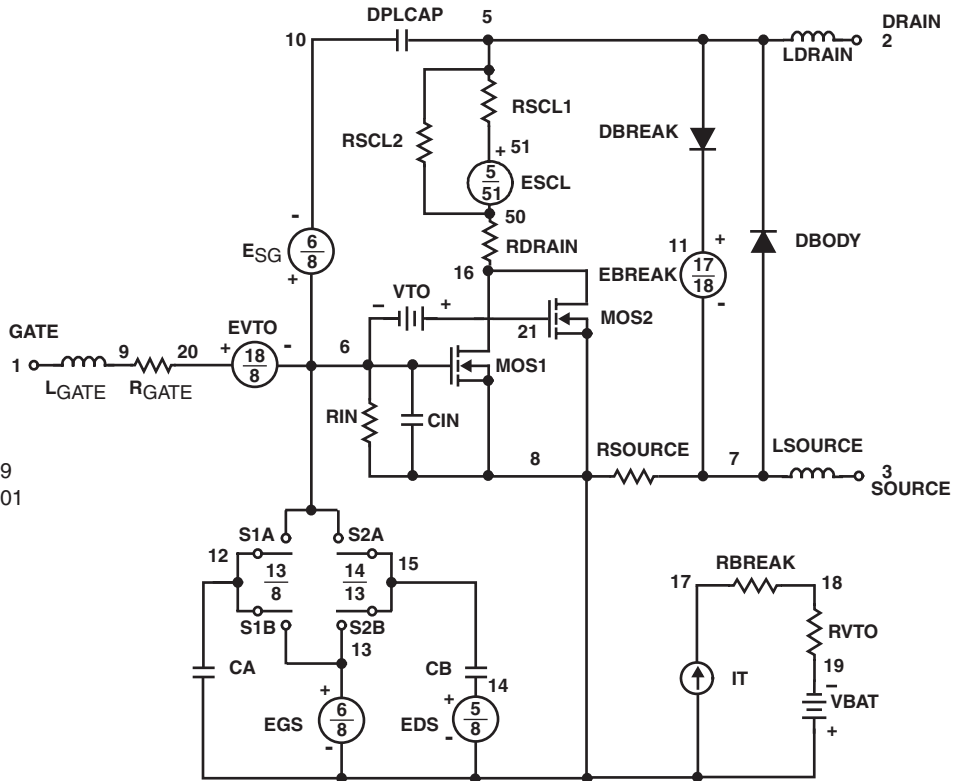 DPLCAP
5
DRAIN
2
10
LDRAIN
RSCL1
RSCL2
DBREAK
+ 51
5
51
ESCL
50
RDRAIN
-
6
8
ESG
+
16
11
+
17
18
EBREAK
-
DBODY
VTO
- +
21
MOS2
GATE
1
9
20
LGATE
RGATE
EVTO
+
18
8
-
6
MOS1
RIN
CIN
8
RSOURCE
7
LSOURCE
3
SOURCE
9
01
S1A
S2A
12
13
8
14
13
15
S1B
S2B
13
CA
CB
14
+
6
8
EGS
-
+
5
8
EDS
-
RBREAK
17
18
RVTO
19
IT
-
VBAT
+